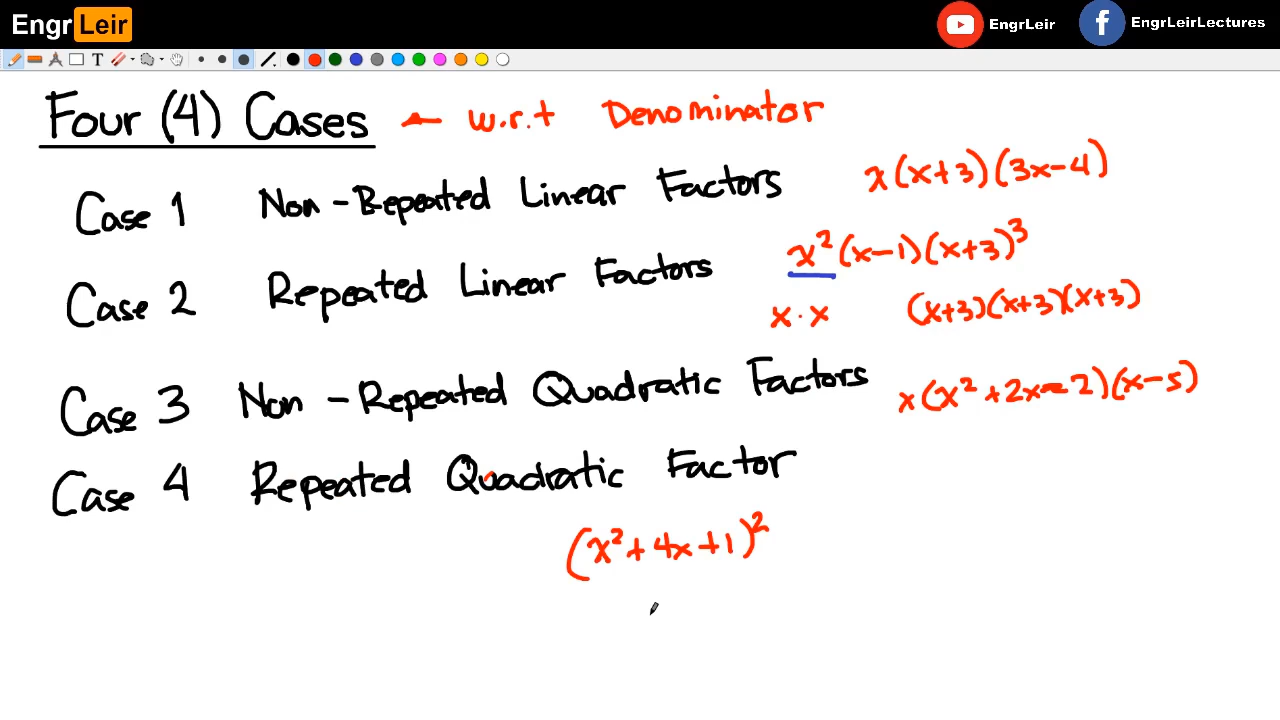 EngrLeir EngrLeir EngrLeirLectures
T
Four (4) Cases ← w.r.t Denominator
Case 1 Non-Repeated Linear Factors x(x+3)(3x-4)
Case 2 Repeated Linear Factors x²(x-1)(x+3)³
x·x (x+3)(x+3)(x+3)
Case 3 Non-Repeated Quadratic Factors x(x²+2x-2)(x-5)
Case 4 Repeated Quadratic Factor
(x²+4x+1)²